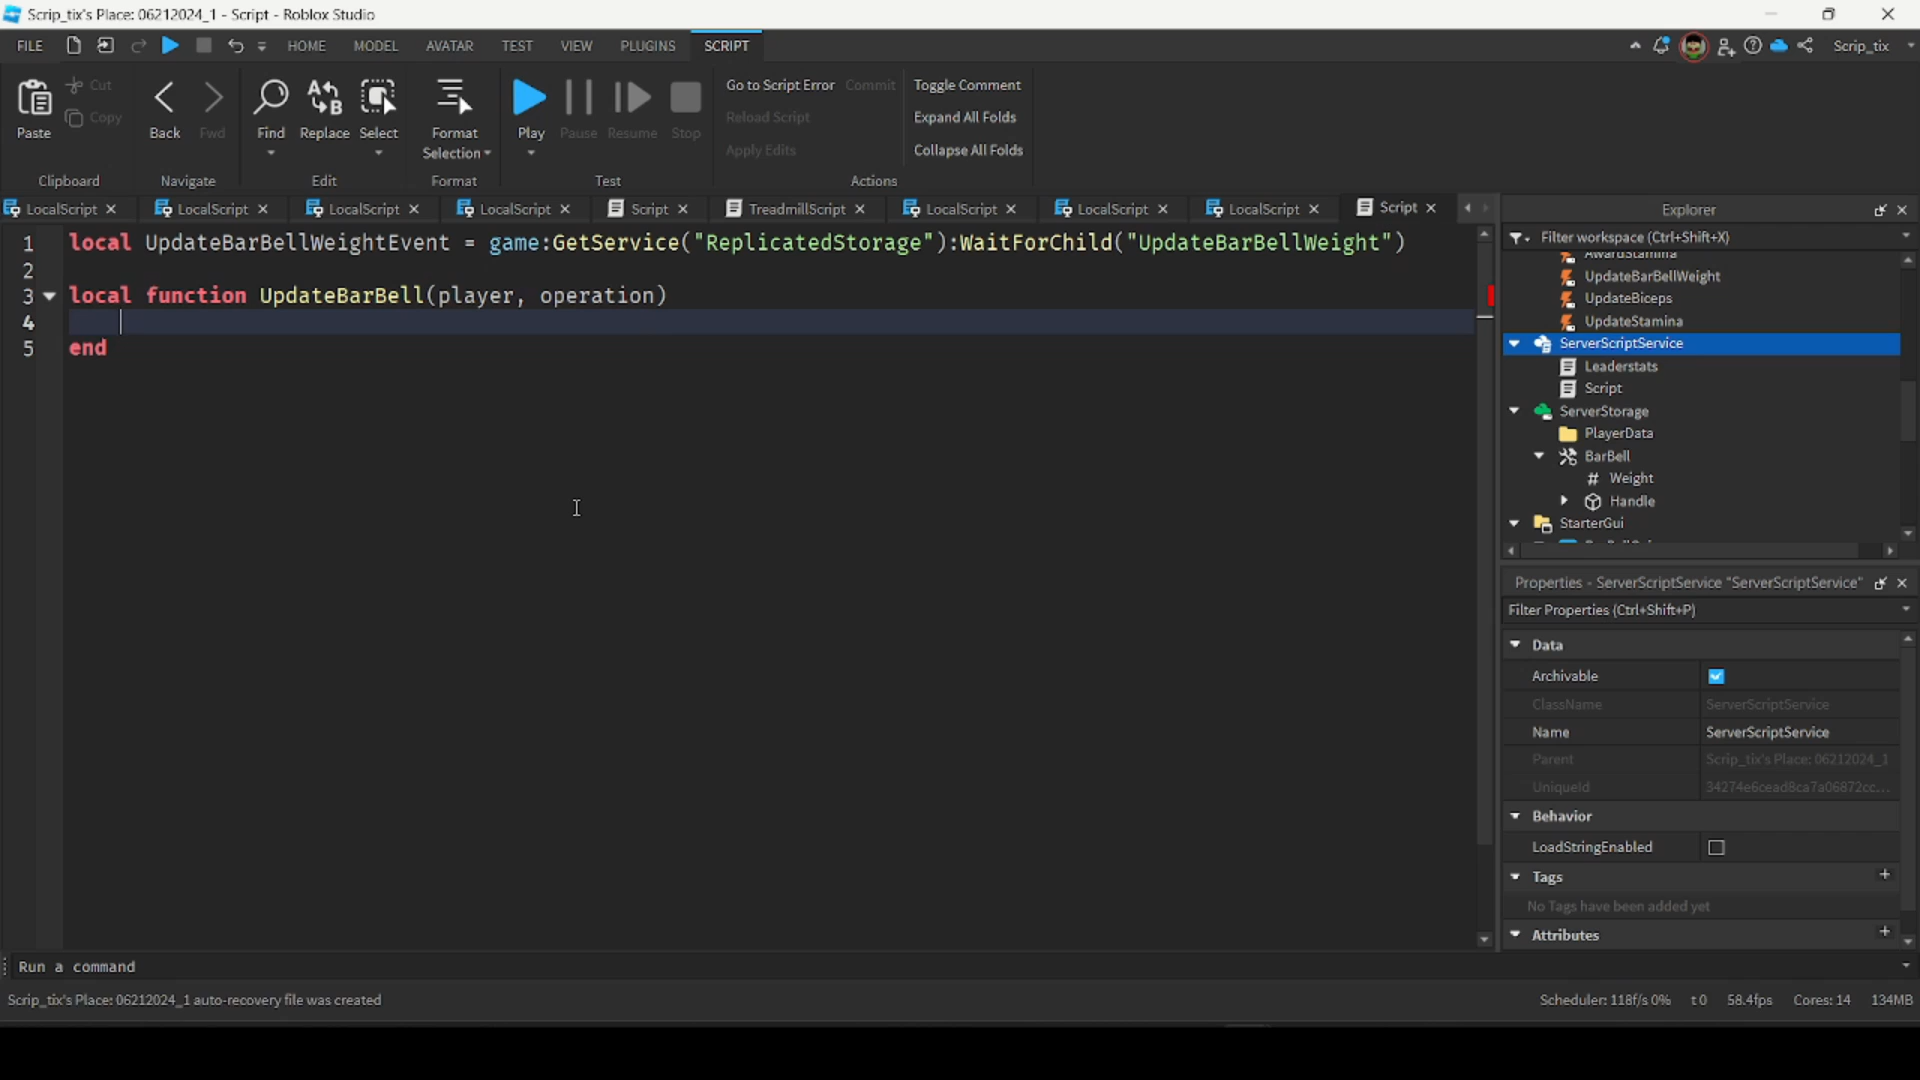 Scrip_tix's Place: 06212024_1 - Script - Roblox Studio
FILE HOME MODEL AVATAR TEST VIEW PLUGINS SCRIPT Scrip_tix
Paste Cut Copy Back Fwd Find Replace Select Format Selection Play Pause Resume Stop
Go to Script Error Commit Toggle Comment
Reload Script Expand All Folds
Apply Edits Collapse All Folds
Clipboard Navigate Edit Format Test Actions
LocalScript LocalScript LocalScript LocalScript Script TreadmillScript LocalScript LocalScript LocalScript Script
1 local UpdateBarBellWeightEvent = game:GetService("ReplicatedStorage"):WaitForChild("UpdateBarBellWeight")
2
3 local function UpdateBarBell(player, operation)
4
5 end
Explorer
Filter workspace (Ctrl+Shift+X)
AwardStamina
UpdateBarBellWeight
UpdateBiceps
UpdateStamina
ServerScriptService
Leaderstats
Script
ServerStorage
PlayerData
BarBell
# Weight
Handle
StarterGui
Properties - ServerScriptService "ServerScriptService"
Filter Properties (Ctrl+Shift+P)
Data
Archivable
ClassName ServerScriptService
Name ServerScriptService
Parent Scrip_tix's Place: 06212024_1
UniqueId 34274e6cead8ca7a06872cc...
Behavior
LoadStringEnabled
Tags +
No Tags have been added yet
Attributes +
Run a command
Scrip_tix's Place: 06212024_1 auto-recovery file was created
Scheduler: 118f/s 0% t 0 58.4fps Cores: 14 134MB